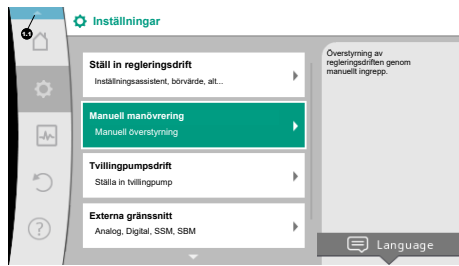 1.1
Inställningar
Ställ in regleringsdrift
Inställningsassistent, börvärde, alt...
Manuell manövrering
Manuell överstyrning
Tvillingpumpsdrift
Ställa in tvillingpump
Externa gränssnitt
Analog, Digital, SSM, SBM
Överstyrning av
regleringsdriften genom
manuellt ingrepp.
Language